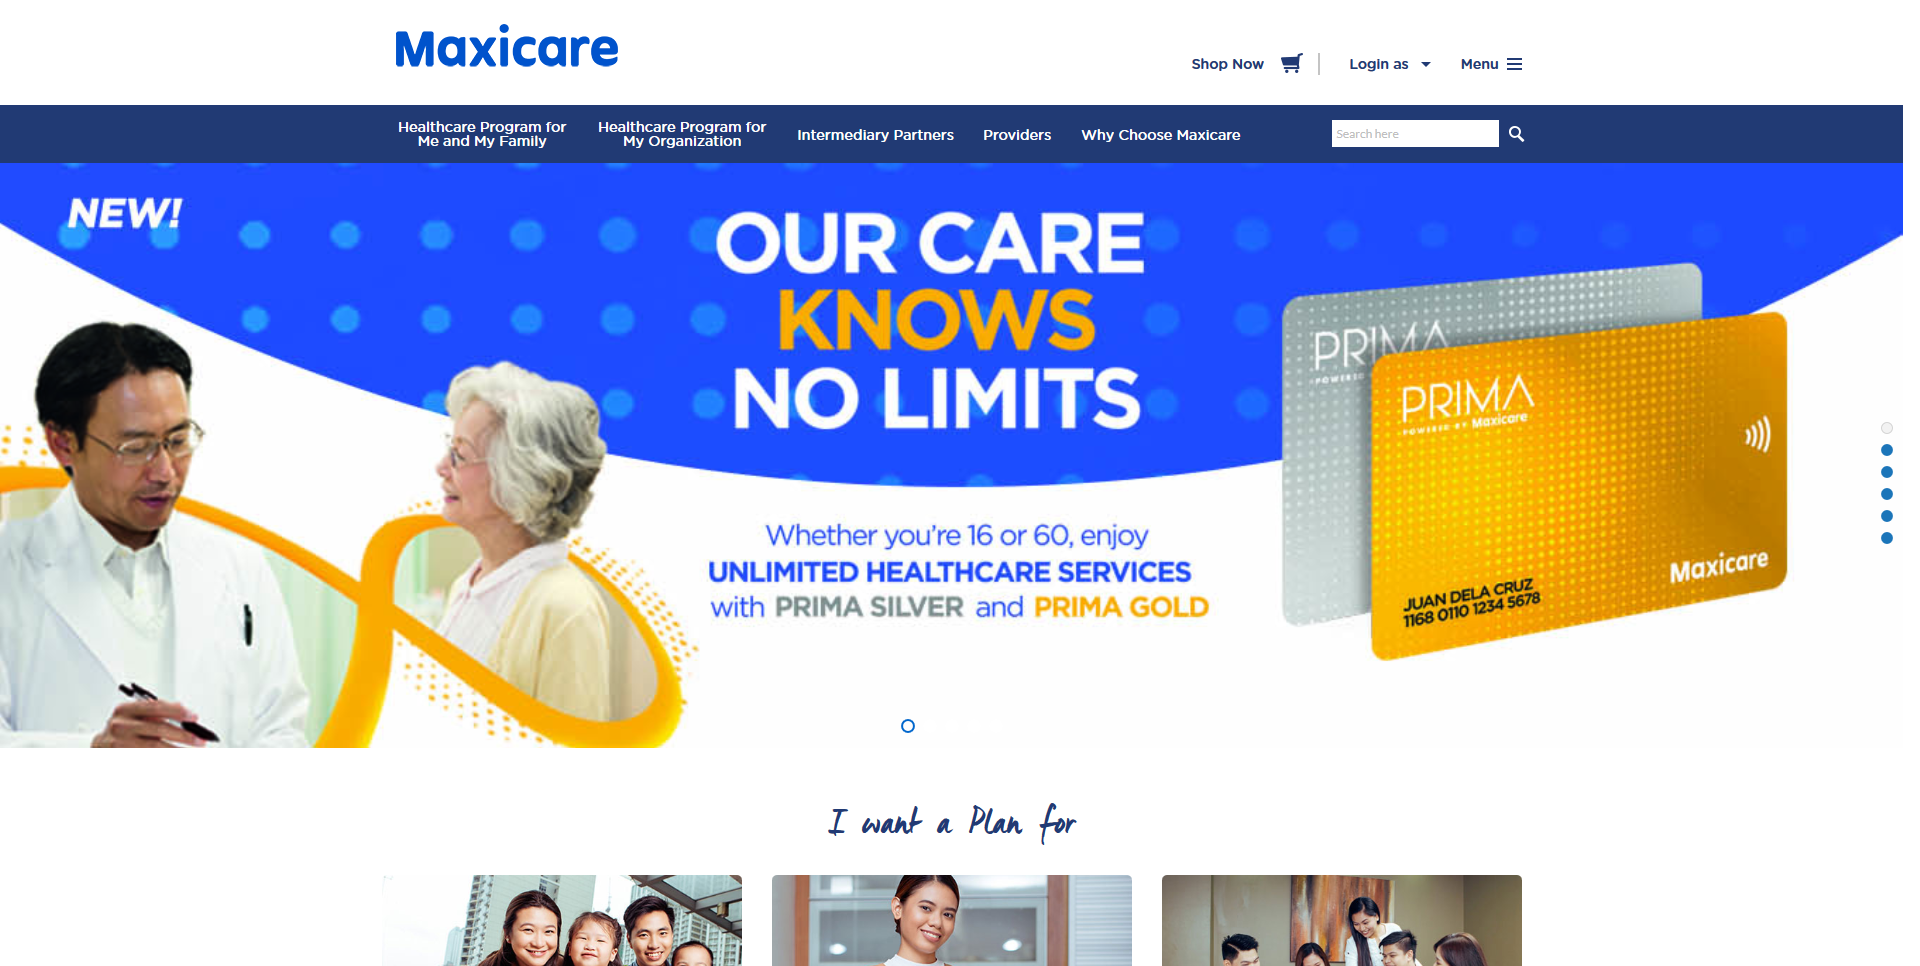 Maxicare
Shop Now
Login as
Menu
Healthcare Program for
Me and My Family
Healthcare Program for
My Organization
Intermediary Partners
Providers
Why Choose Maxicare
Search here
NEW!
OUR CARE
KNOWS
NO LIMITS
Whether you're 16 or 60, enjoy
UNLIMITED HEALTHCARE SERVICES
with PRIMA SILVER and PRIMA GOLD
PRIMA
POWERED
PRIMA
POWERED BY Maxicare
Maxicare
JUAN DELA CRUZ
1168 0110 1234 5678
I want a Plan for